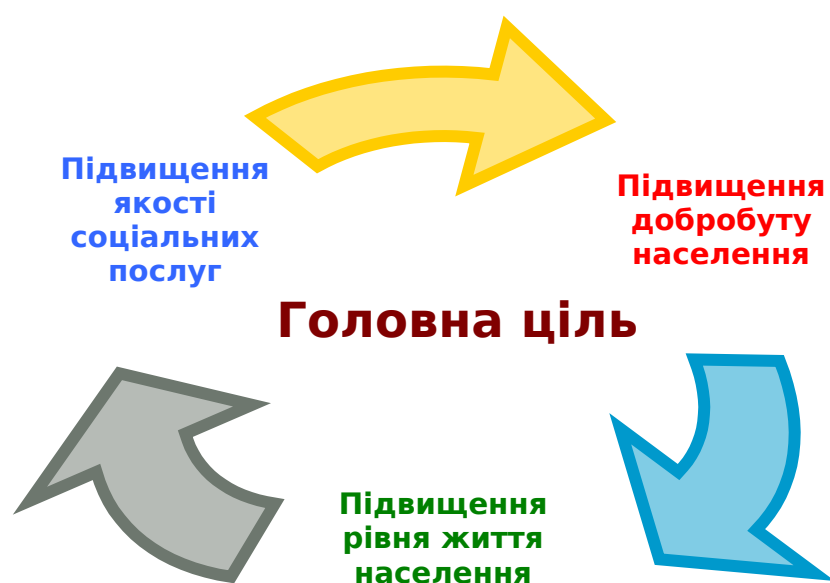 Підвищення
якості
соціальних
послуг
Підвищення
добробуту
населення
Головна ціль
Підвищення
рівня життя
населення